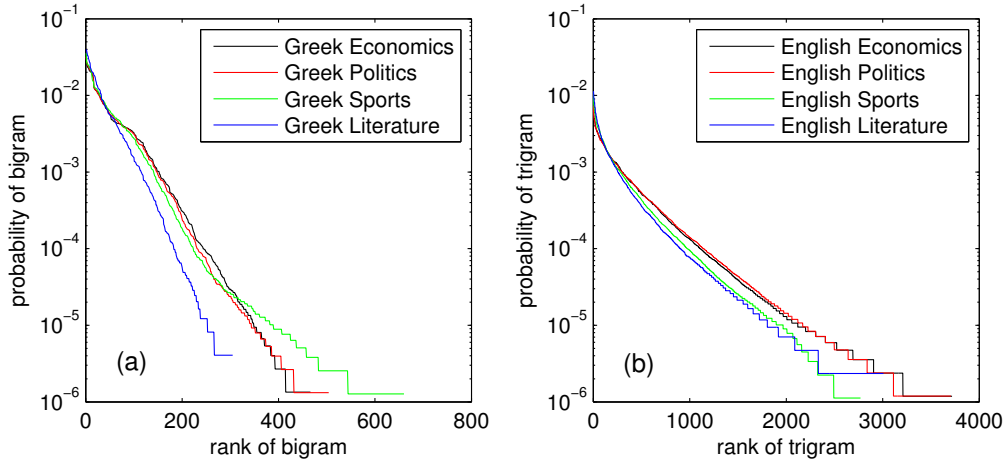 10^{-1}
10^{-2}
10^{-3}
10^{-4}
10^{-5}
10^{-6}
probability of bigram
Greek Economics
Greek Politics
Greek Sports
Greek Literature
(a)
0 200 400 600 800
rank of bigram
10^{-1}
10^{-2}
10^{-3}
10^{-4}
10^{-5}
10^{-6}
probability of trigram
English Economics
English Politics
English Sports
English Literature
(b)
0 1000 2000 3000 4000
rank of trigram